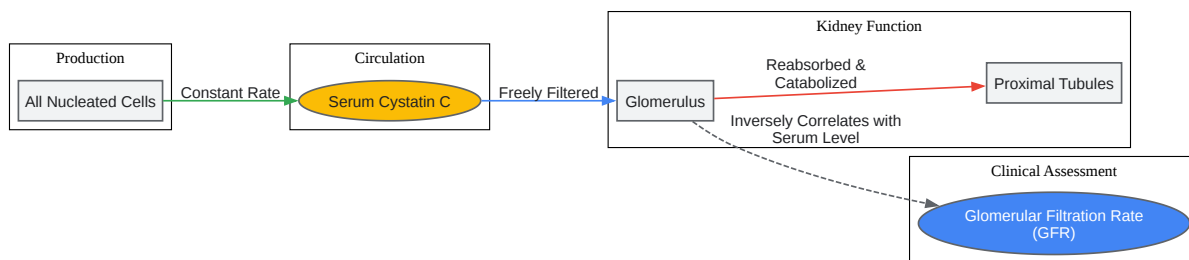 Production
All Nucleated Cells
Constant Rate
Circulation
Serum Cystatin C
Freely Filtered
Kidney Function
Glomerulus
Reabsorbed &
Catabolized
Proximal Tubules
Inversely Correlates with
Serum Level
Clinical Assessment
Glomerular Filtration Rate
(GFR)